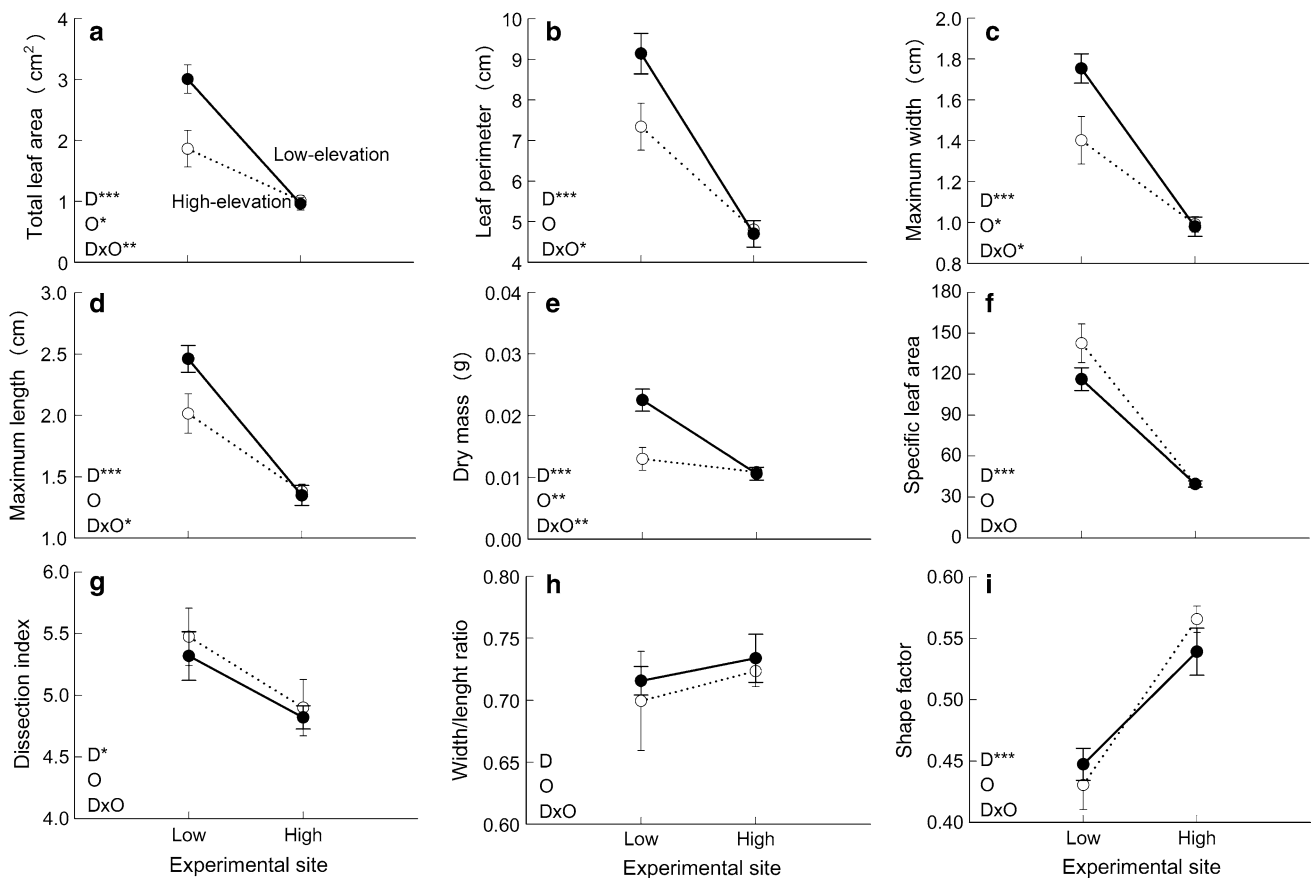 a
Total leaf area (cm2)
4
3
2
1
0
Low-elevation
High-elevation
D***
O*
DxO**
b
Leaf perimeter (cm)
10
9
8
7
6
5
4
D***
O
DxO*
c
Maximum width (cm)
2.0
1.8
1.6
1.4
1.2
1.0
0.8
D***
O*
DxO*
d
Maximum length (cm)
3.0
2.5
2.0
1.5
1.0
D***
O
DxO*
e
Dry mass (g)
0.04
0.03
0.02
0.01
0.00
D***
O**
DxO**
f
Specific leaf area
180
150
120
90
60
30
0
D***
O
DxO
g
Dissection index
6.0
5.5
5.0
4.5
4.0
D*
O
DxO
Low
High
Experimental site
h
Width/lenght ratio
0.80
0.75
0.70
0.65
0.60
D
O
DxO
Low
High
Experimental site
i
Shape factor
0.60
0.55
0.50
0.45
0.40
D***
O
DxO
Low
High
Experimental site